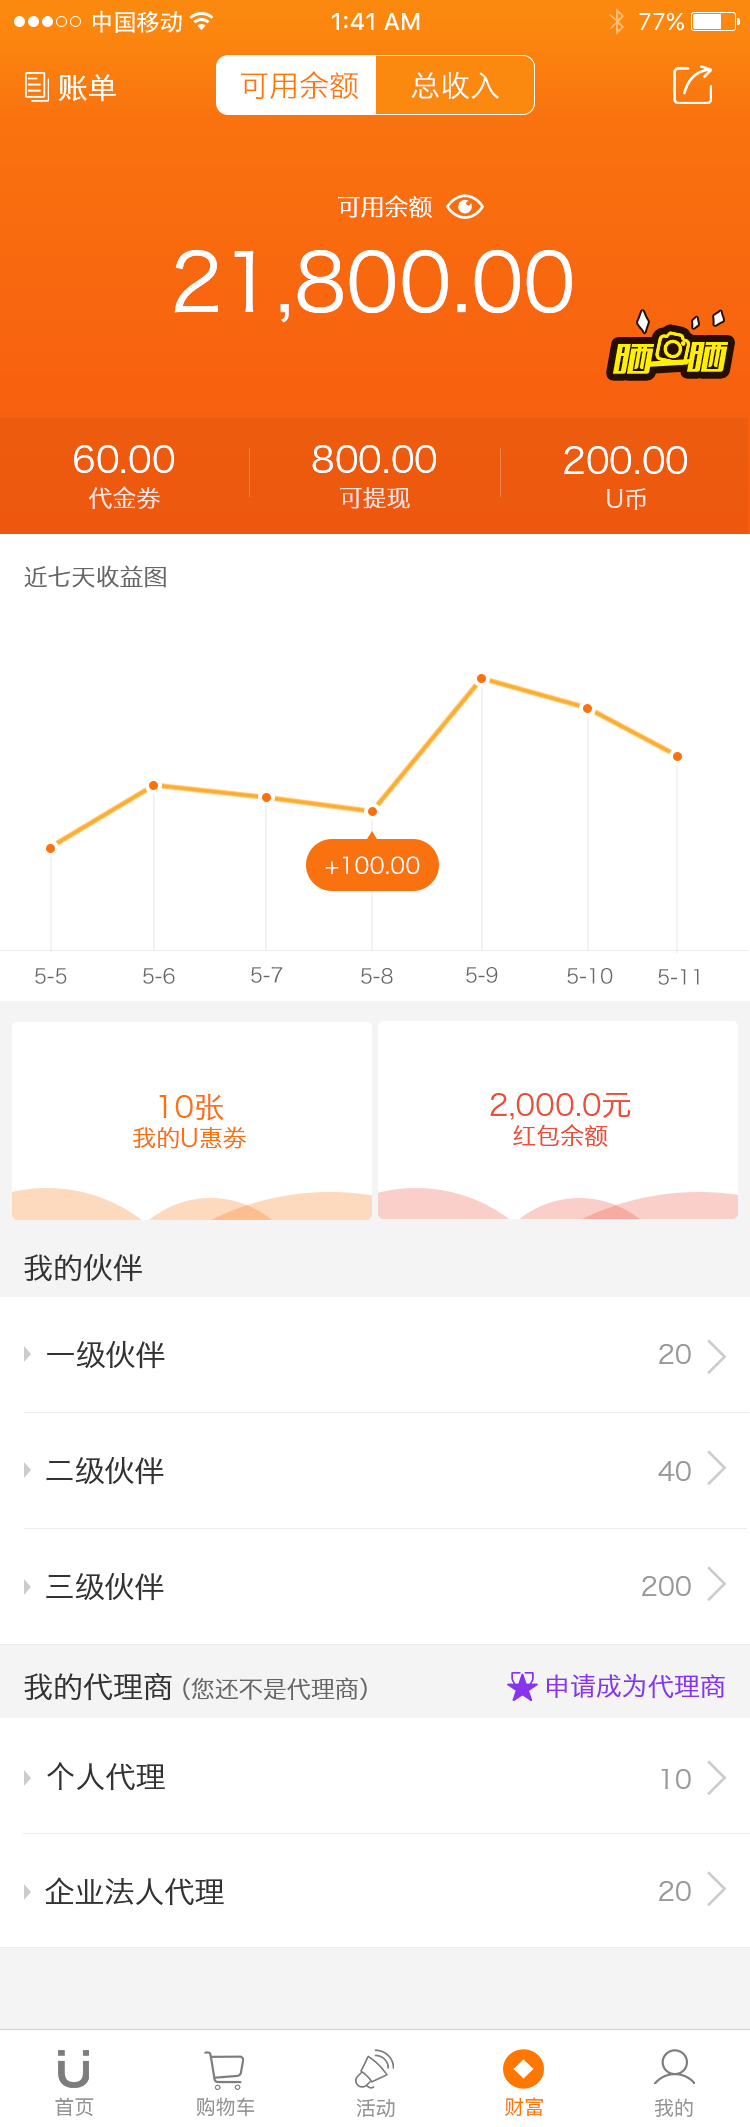 中国移动 1:41 AM 77%
账单 可用余额 总收入
可用余额
21,800.00
晒一晒
60.00 800.00 200.00
代金券 可提现 U币
近七天收益图
+100.00
5-5 5-6 5-7 5-8 5-9 5-10 5-11
10张 2,000.0元
我的U惠券 红包余额
我的伙伴
一级伙伴 20
二级伙伴 40
三级伙伴 200
我的代理商 (您还不是代理商) 申请成为代理商
个人代理 10
企业法人代理 20
首页 购物车 活动 财富 我的